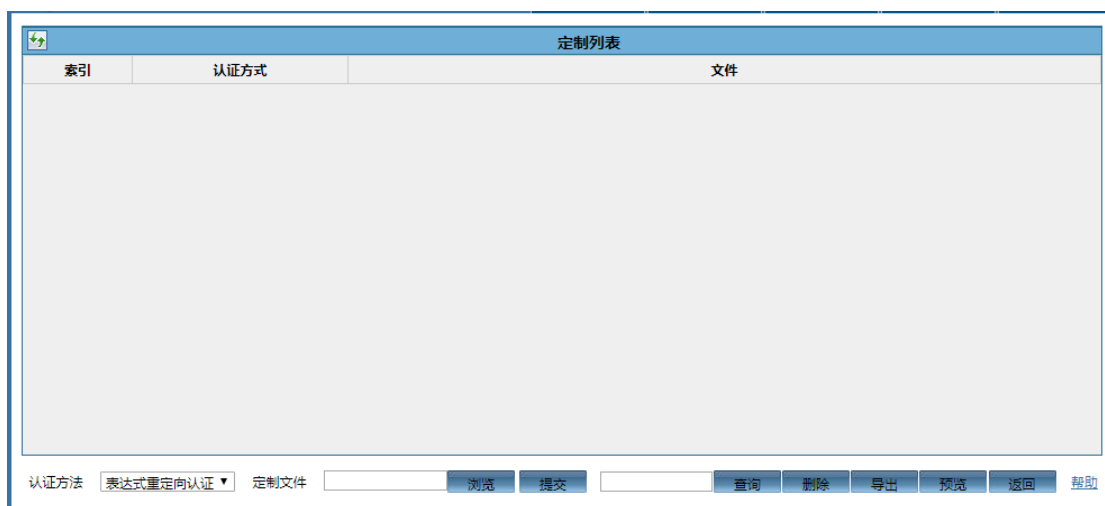 定制列表
索引 认证方式 文件
认证方法 表达式重定向认证 定制文件 浏览 提交 查询 删除 导出 预览 返回 帮助